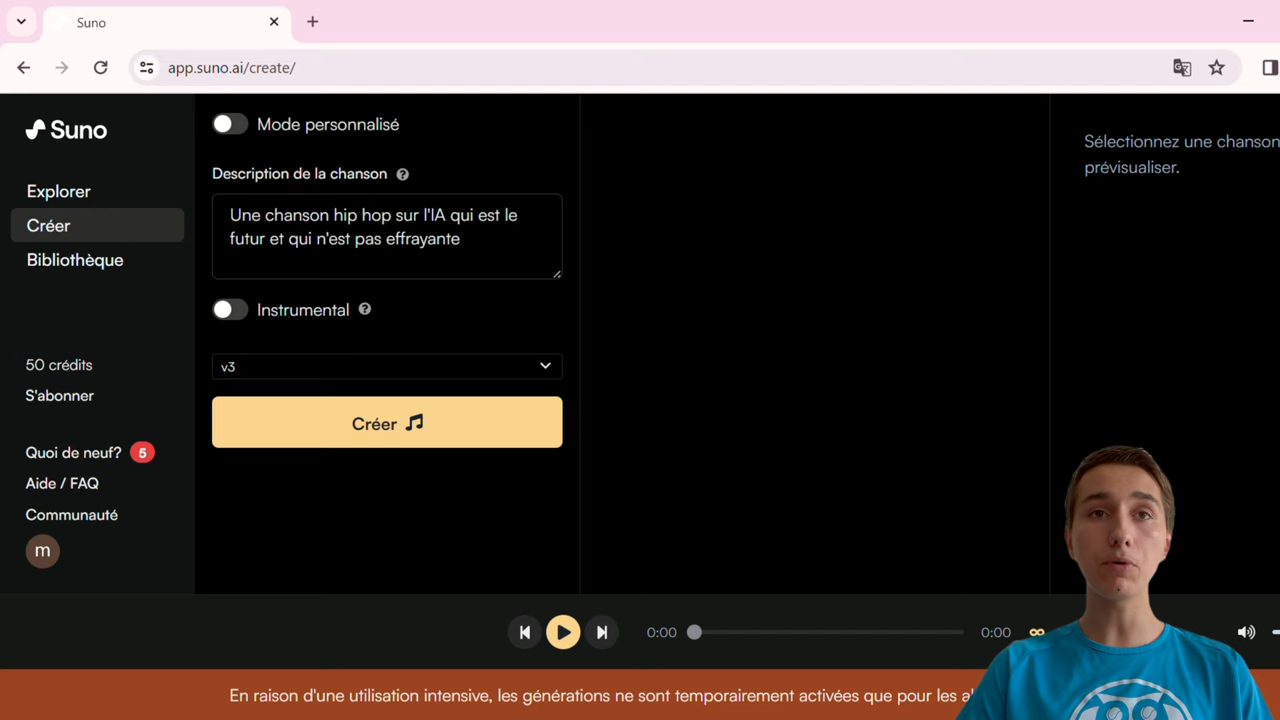 Suno
app.suno.ai/create/
Suno
Explorer
Créer
Bibliothèque
50 crédits
S'abonner
Quoi de neuf? 5
Aide / FAQ
Communauté
m
Mode personnalisé
Description de la chanson
Une chanson hip hop sur l'IA qui est le
futur et qui n'est pas effrayante
Instrumental
v3
Créer
Sélectionnez une chanson
prévisualiser.
0:00
0:00
En raison d'une utilisation intensive, les générations ne sont temporairement activées que pour les